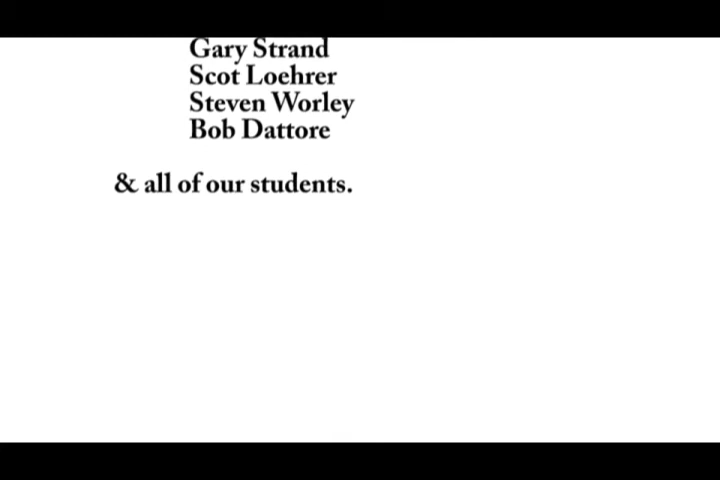 Gary Strand
Scot Loehrer
Steven Worley
Bob Dattore
& all of our students.